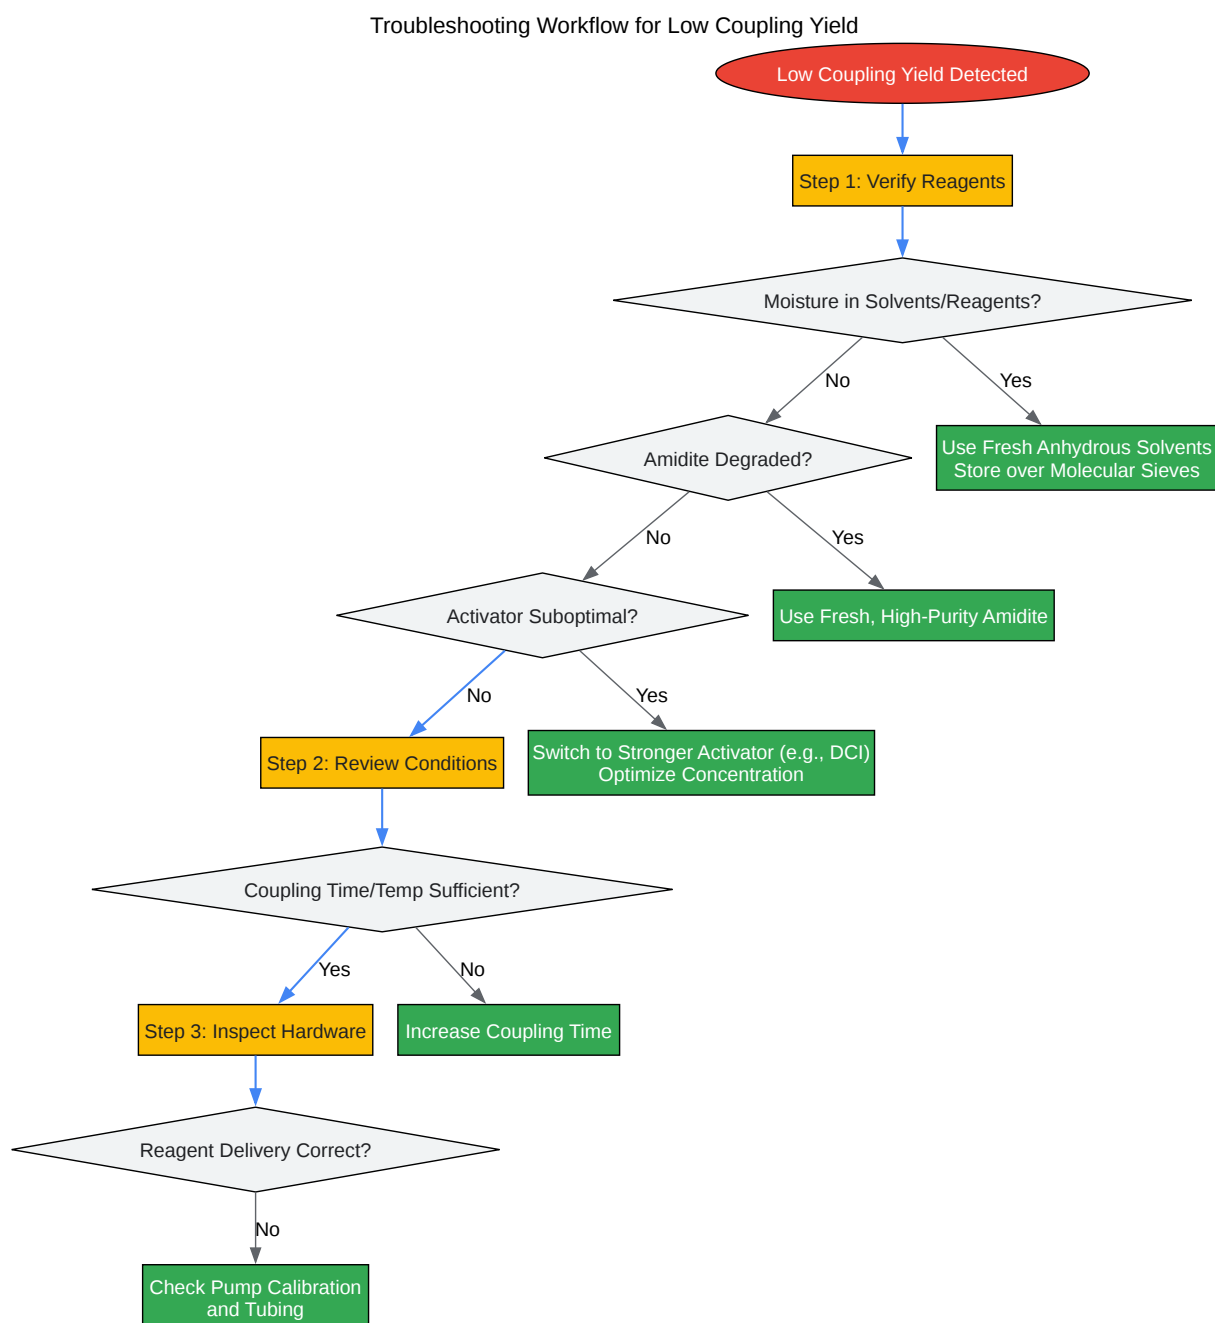 Troubleshooting Workflow for Low Coupling Yield
Low Coupling Yield Detected
Step 1: Verify Reagents
Moisture in Solvents/Reagents?
No
Yes
Amidite Degraded?
Use Fresh Anhydrous Solvents
Store over Molecular Sieves
No
Yes
Activator Suboptimal?
Use Fresh, High-Purity Amidite
No
Yes
Step 2: Review Conditions
Switch to Stronger Activator (e.g., DCI)
Optimize Concentration
Coupling Time/Temp Sufficient?
Yes
No
Step 3: Inspect Hardware
Increase Coupling Time
Reagent Delivery Correct?
No
Check Pump Calibration
and Tubing